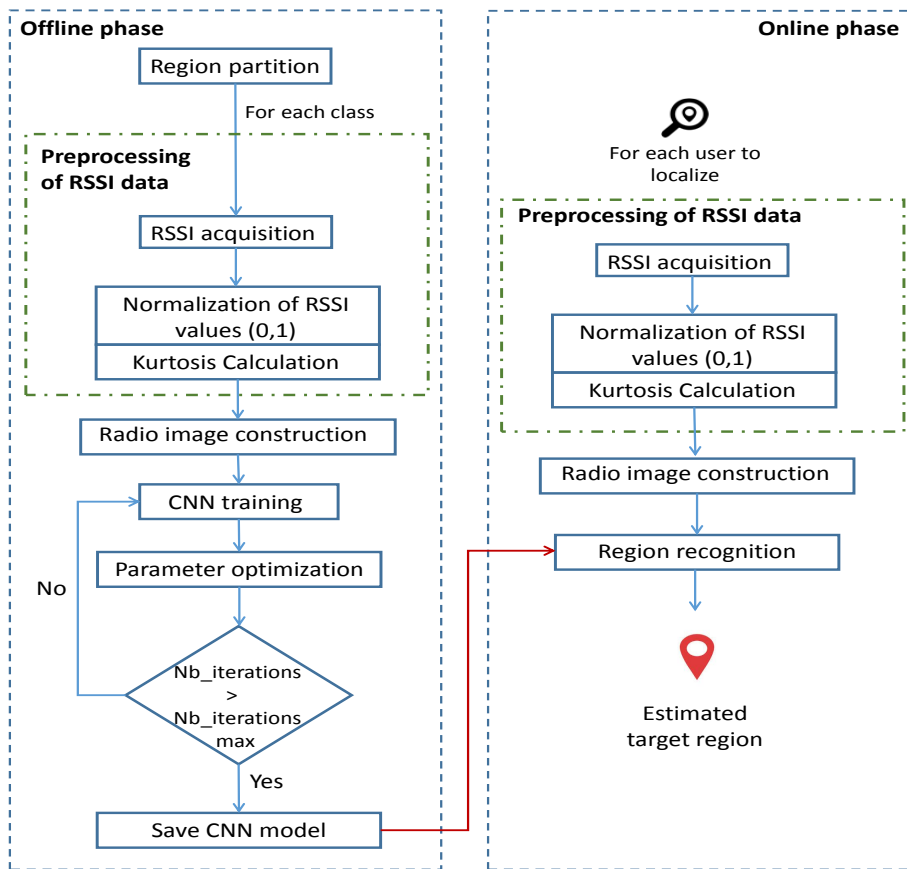 Offline phase
Region partition
For each class
Preprocessing
of RSSI data
RSSI acquisition
Normalization of RSSI
values (0,1)
Kurtosis Calculation
Radio image construction
CNN training
Parameter optimization
No
Nb_iterations
>
Nb_iterations
max
Yes
Save CNN model
Online phase
For each user to
localize
Preprocessing of RSSI data
RSSI acquisition
Normalization of RSSI
values (0,1)
Kurtosis Calculation
Radio image construction
Region recognition
Estimated
target region